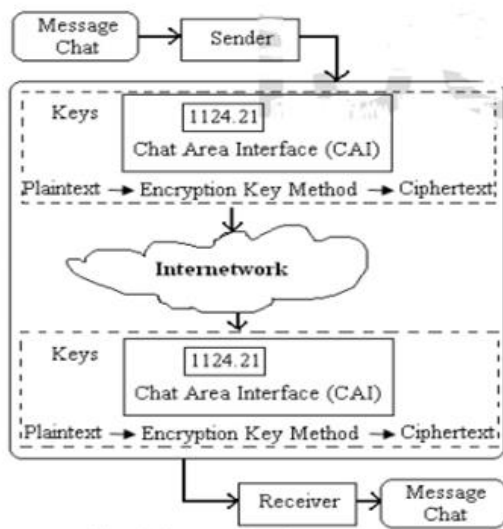 Message
Chat
Sender
Keys
1124.21
Chat Area Interface (CAI)
Plaintext Encryption Key Method Ciphertext
Internetwork
Keys
1124.21
Chat Area Interface (CAI)
Plaintext Encryption Key Method Ciphertext
Receiver
Message
Chat